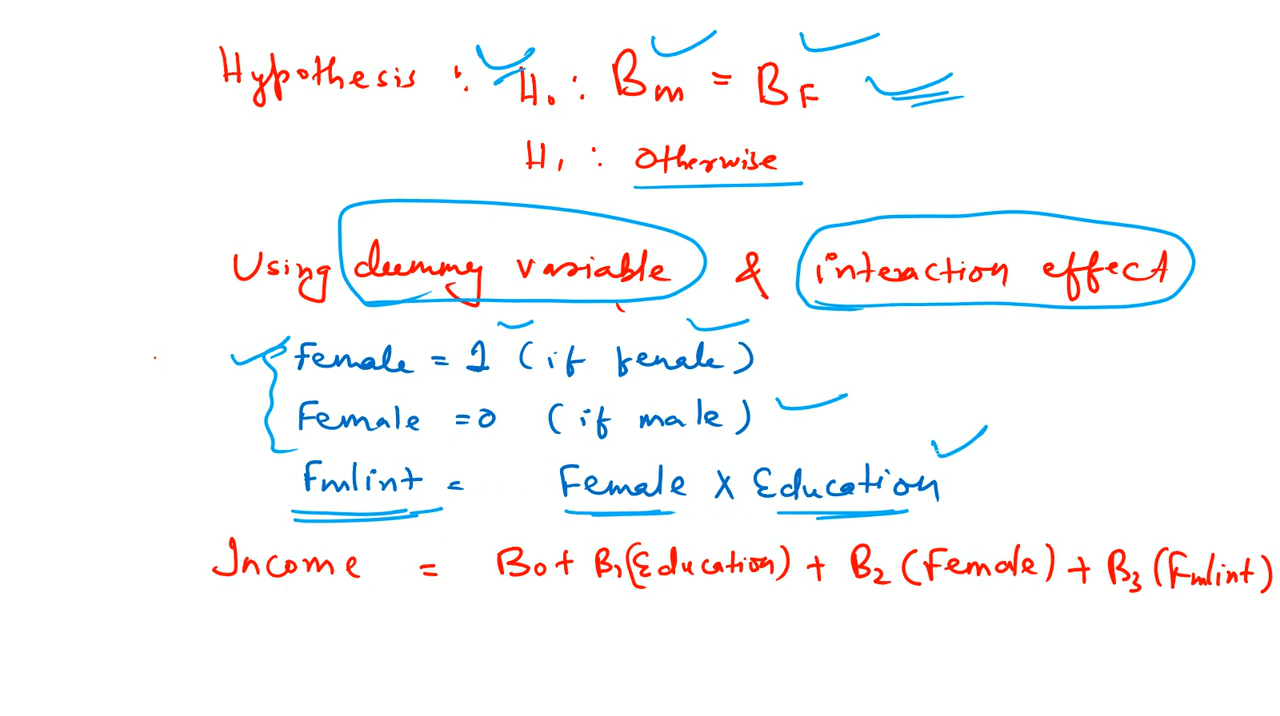 Hypothesis : H₀ : Bm = BF
H₁ : Otherwise
Using dummy variable & interaction effect
Female = 1 (if female)
Female = 0 (if male)
Fmlint = Female X Education
Income = B0 + B1(Education) + B2 (Female) + B3 (Fmlint)